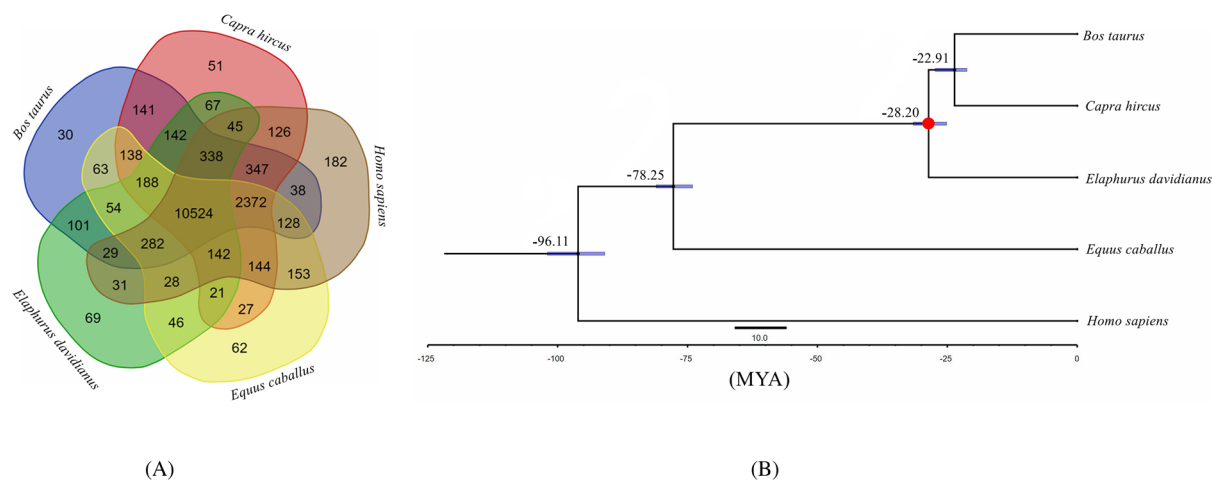 Capra hircus
Bos taurus
Homo sapiens
Elaphurus davidianus
Equus caballus
51
30
141
67
142
45
126
182
63
138
338
347
38
188
54
10524
2372
128
101
29
282
142
144
153
31
28
21
27
69
46
62
(A)
Bos taurus
-22.91
Capra hircus
-28.20
Elaphurus davidianus
-78.25
Equus caballus
-96.11
Homo sapiens
10.0
-125 -100 -75 -50 -25 0
(MYA)
(B)